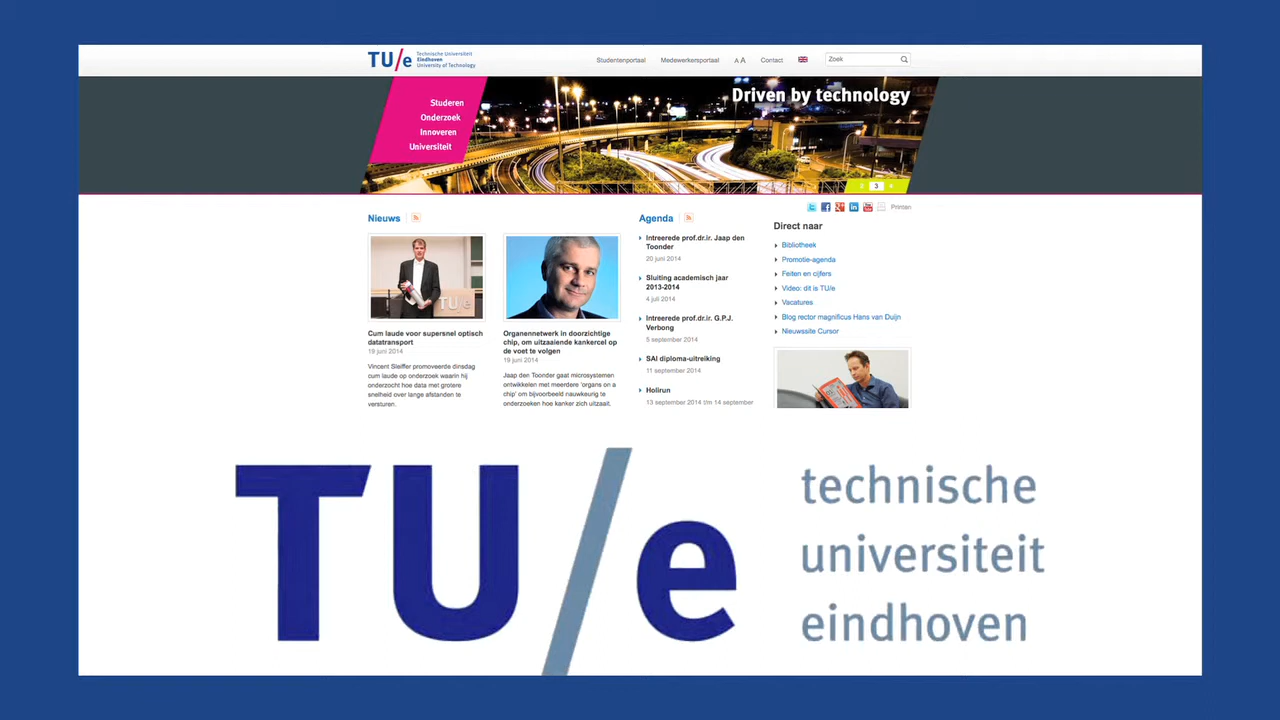 TU/e Technische Universiteit
Eindhoven
University of Technology
Studentenportaal Medewerkersportaal A A Contact Zoek
Driven by technology
Studeren
Onderzoek
Innoveren
Universiteit
3
Printen
Nieuws
TU/e
Cum laude voor supersnel optisch
datatransport
19 juni 2014
Vincent Sleiffer promoveerde dinsdag
cum laude op onderzoek waarin hij
onderzocht hoe data met grotere
snelheid over lange afstanden te
versturen.
Organennetwerk in doorzichtige
chip, om uitzaaiende kankercel op
de voet te volgen
19 juni 2014
Jaap den Toonder gaat microsystemen
ontwikkelen met meerdere 'organs on a
chip' om bijvoorbeeld nauwkeurig te
onderzoeken hoe kanker zich uitzaait.
Agenda
Intreerede prof.dr.ir. Jaap den
Toonder
20 juni 2014
Sluiting academisch jaar
2013-2014
4 juli 2014
Intreerede prof.dr.ir. G.P.J.
Verbong
5 september 2014
SAI diploma-uitreiking
11 september 2014
Holirun
13 september 2014 t/m 14 september
Direct naar
Bibliotheek
Promotie-agenda
Feiten en cijfers
Video: dit is TU/e
Vacatures
Blog rector magnificus Hans van Duijn
Nieuwssite Cursor
TU/e
technische
universiteit
eindhoven